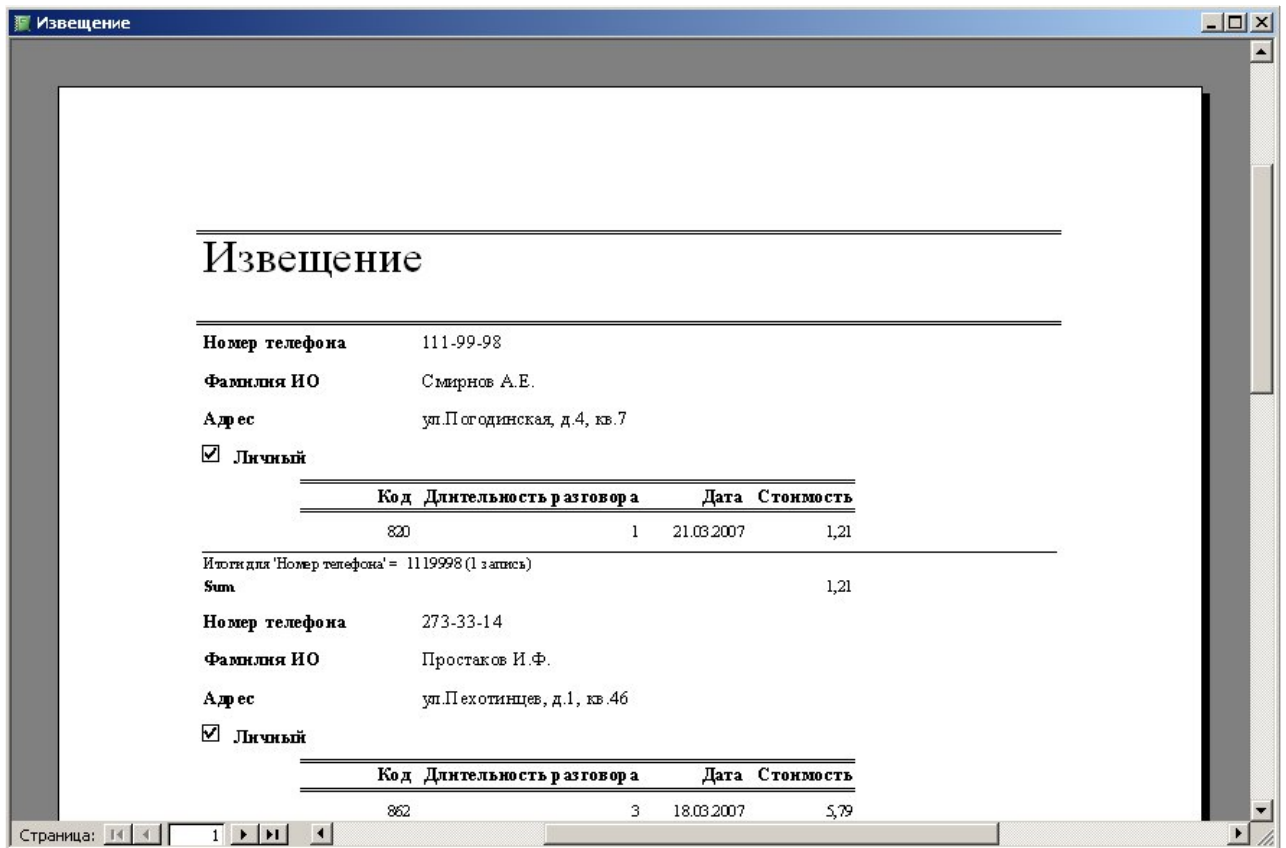 Извещение
Извещение
Номер телефона 111-99-98
Фамилия ИО Смирнов А.Е.
Адрес ул.Погодинская, д.4, кв.7
Личный
Код Длительность разговора Дата Стоимость
820 1 21.03.2007 1,21
Итоги для 'Номер телефона' = 1119998 (1 запись)
Sum 1,21
Номер телефона 273-33-14
Фамилия ИО Простаков И.Ф.
Адрес ул.Пехотинцев, д.1, кв.46
Личный
Код Длительность разговора Дата Стоимость
862 3 18.03.2007 5,79
Страница: 1